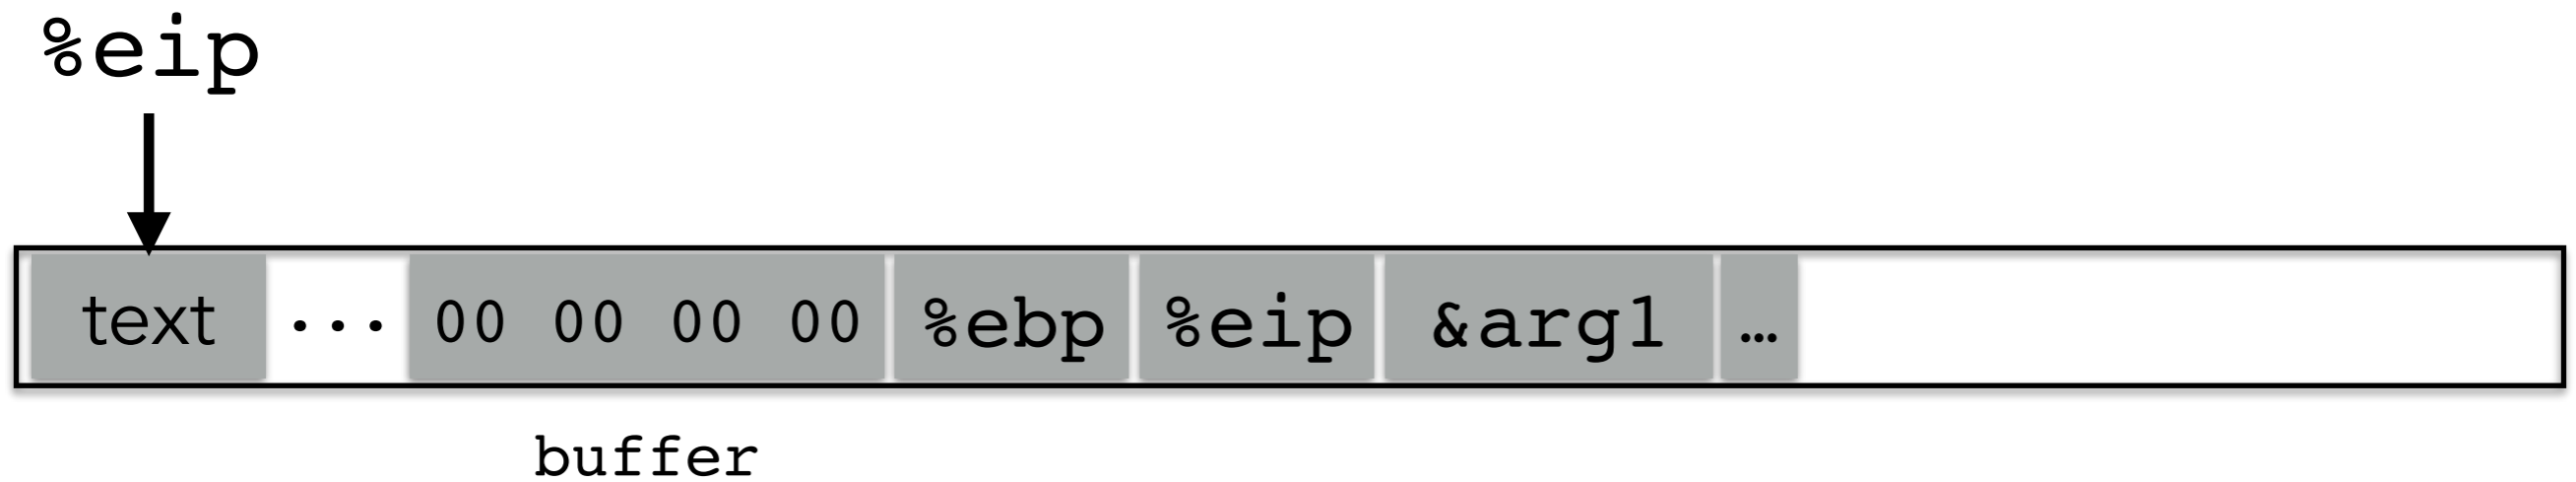 %eip
text ... 00 00 00 00 %ebp %eip &arg1 …
buffer